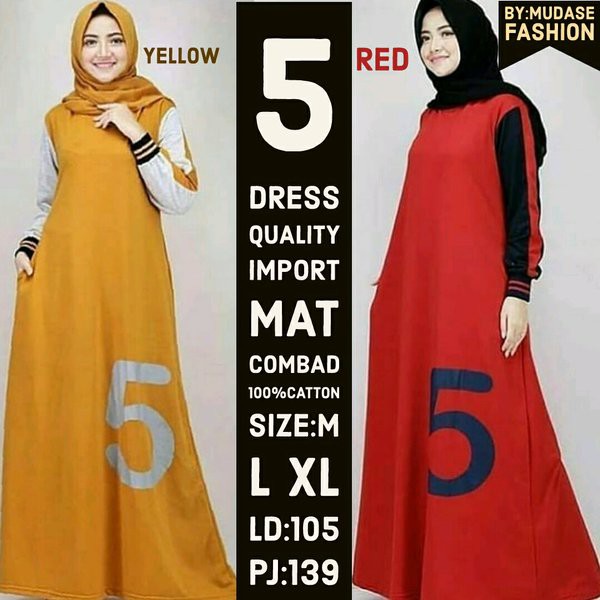 YELLOW
5
DRESS
QUALITY
IMPORT
MAT
COMBAD
100%CATTON
SIZE:M
L XL
LD:105
PJ:139
RED
BY:MUDASE
FASHION
5
5